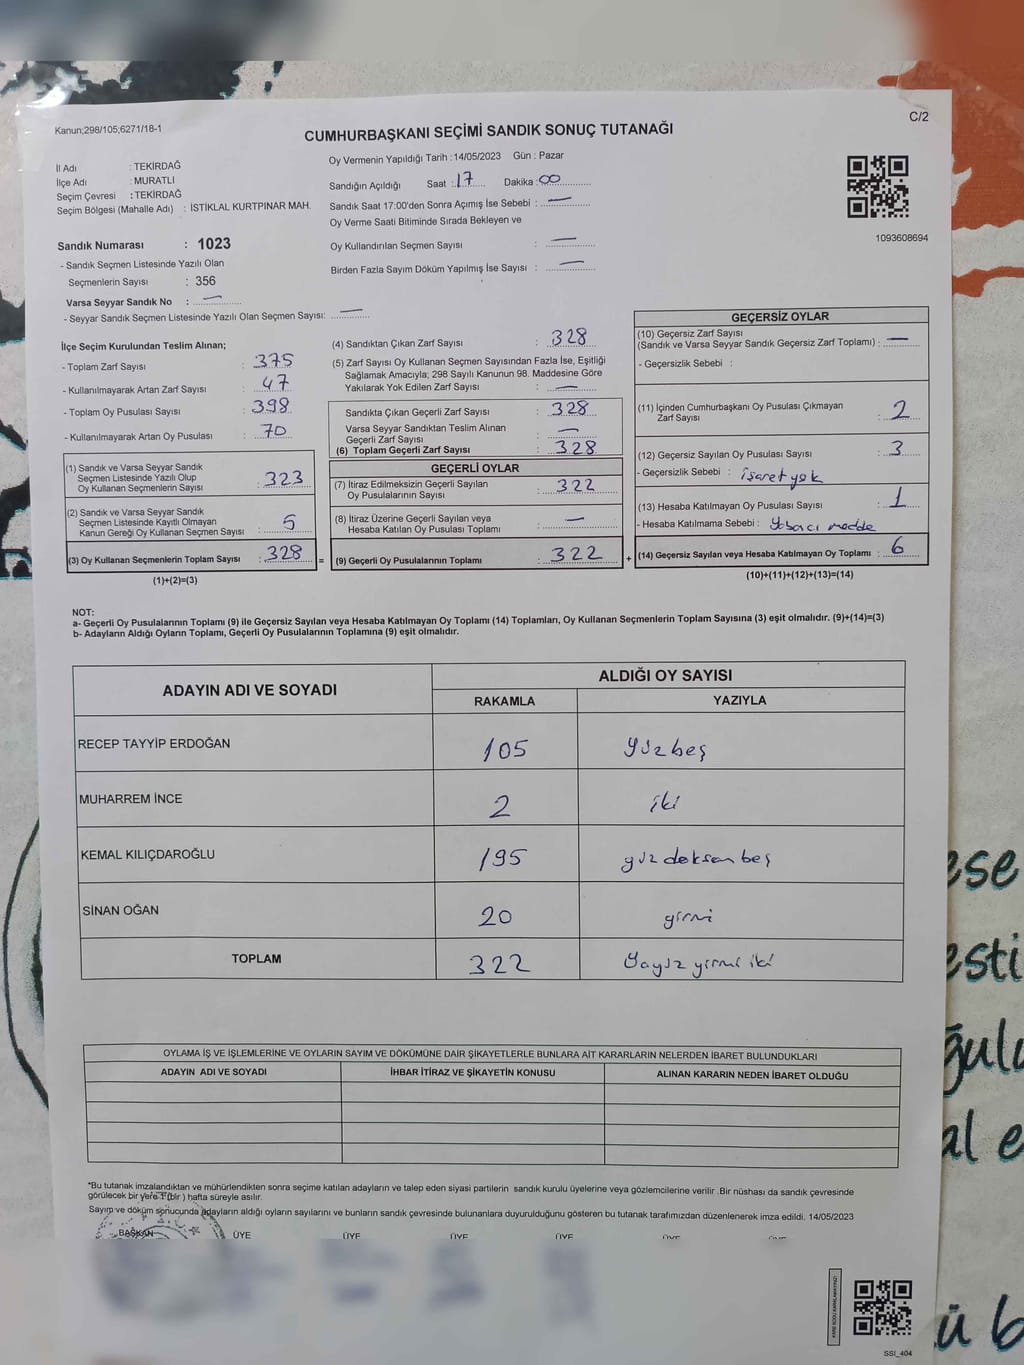 Kanun;298/105;6271/18-1
C/2
CUMHURBAŞKANI SEÇİMİ SANDIK SONUÇ TUTANAĞI
İl Adı : TEKİRDAĞ
İlçe Adı : MURATLI
Seçim Çevresi : TEKİRDAĞ
Seçim Bölgesi (Mahalle Adı) : İSTİKLAL KURTPINAR MAH.
Sandık Numarası : 1023
- Sandık Seçmen Listesinde Yazılı Olan
Seçmenlerin Sayısı : 356
Varsa Seyyar Sandık No : —
- Seyyar Sandık Seçmen Listesinde Yazılı Olan Seçmen Sayısı: —
Oy Vermenin Yapıldığı Tarih : 14/05/2023 Gün : Pazar
Sandığın Açıldığı Saat : 17 Dakika : 00
Sandık Saat 17:00'den Sonra Açımış İse Sebebi : —
Oy Verme Saati Bitiminde Sırada Bekleyen ve
Oy Kullandırılan Seçmen Sayısı : —
Birden Fazla Sayım Döküm Yapılmış İse Sayısı : —
1093608694
İlçe Seçim Kurulundan Teslim Alınan;
- Toplam Zarf Sayısı : 375
- Kullanılmayarak Artan Zarf Sayısı : 47
- Toplam Oy Pusulası Sayısı : 398
- Kullanılmayarak Artan Oy Pusulası : 70
(1) Sandık ve Varsa Seyyar Sandık
Seçmen Listesinde Yazılı Olup
Oy Kullanan Seçmenlerin Sayısı : 323
(2) Sandık ve Varsa Seyyar Sandık
Seçmen Listesinde Kayıtlı Olmayan
Kanun Gereği Oy Kullanan Seçmen Sayısı : 5
(3) Oy Kullanan Seçmenlerin Toplam Sayısı : 328 =
(1)+(2)=(3)
(4) Sandıktan Çıkan Zarf Sayısı : 328
(5) Zarf Sayısı Oy Kullanan Seçmen Sayısından Fazla İse, Eşitliği
Sağlamak Amacıyla; 298 Sayılı Kanunun 98. Maddesine Göre
Yakılarak Yok Edilen Zarf Sayısı : —
Sandıkta Çıkan Geçerli Zarf Sayısı : 328
Varsa Seyyar Sandıktan Teslim Alınan
Geçerli Zarf Sayısı : —
(6) Toplam Geçerli Zarf Sayısı : 328
GEÇERLİ OYLAR
(7) İtiraz Edilmeksizin Geçerli Sayılan
Oy Pusulalarının Sayısı : 322
(8) İtiraz Üzerine Geçerli Sayılan veya
Hesaba Katılan Oy Pusulası Toplamı : —
(9) Geçerli Oy Pusulalarının Toplamı : 322 +
GEÇERSİZ OYLAR
(10) Geçersiz Zarf Sayısı
(Sandık ve Varsa Seyyar Sandık Geçersiz Zarf Toplamı) : —
- Geçersizlik Sebebi :
(11) İçinden Cumhurbaşkanı Oy Pusulası Çıkmayan
Zarf Sayısı : 2
(12) Geçersiz Sayılan Oy Pusulası Sayısı : 3
- Geçersizlik Sebebi : işaret yok
(13) Hesaba Katılmayan Oy Pusulası Sayısı : 1
- Hesaba Katılmama Sebebi : Yabancı madde
(14) Geçersiz Sayılan veya Hesaba Katılmayan Oy Toplamı : 6
(10)+(11)+(12)+(13)=(14)
NOT:
a- Geçerli Oy Pusulalarının Toplamı (9) ile Geçersiz Sayılan veya Hesaba Katılmayan Oy Toplamı (14) Toplamları, Oy Kullanan Seçmenlerin Toplam Sayısına (3) eşit olmalıdır. (9)+(14)=(3)
b- Adayların Aldığı Oyların Toplamı, Geçerli Oy Pusulalarının Toplamına (9) eşit olmalıdır.
ADAYIN ADI VE SOYADI ALDIĞI OY SAYISI
RAKAMLA YAZIYLA
RECEP TAYYİP ERDOĞAN 105 Yüzbeş
MUHARREM İNCE 2 iki
KEMAL KILIÇDAROĞLU 195 yüz doksan beş
SİNAN OĞAN 20 yirmi
TOPLAM 322 Üçyüz yirmi iki
OYLAMA İŞ VE İŞLEMLERİNE VE OYLARIN SAYIM VE DÖKÜMÜNE DAİR ŞİKAYETLERLE BUNLARA AİT KARARLARIN NELERDEN İBARET BULUNDUKLARI
ADAYIN ADI VE SOYADI İHBAR İTİRAZ VE ŞİKAYETİN KONUSU ALINAN KARARIN NEDEN İBARET OLDUĞU
*Bu tutanak imzalandıktan ve mühürlendikten sonra seçime katılan adayların ve talep eden siyasi partilerin sandık kurulu üyelerine veya gözlemcilerine verilir .Bir nüshası da sandık çevresinde
görülecek bir yere 1 (bir ) hafta süreyle asılır.
Sayım ve döküm sonucunda adayların aldığı oyların sayılarını ve bunların sandık çevresinde bulunanlara duyurulduğunu gösteren bu tutanak tarafımızdan düzenlenerek imza edildi. 14/05/2023
BAŞKAN ÜYE ÜYE ÜYE ÜYE ÜYE
SSI_404